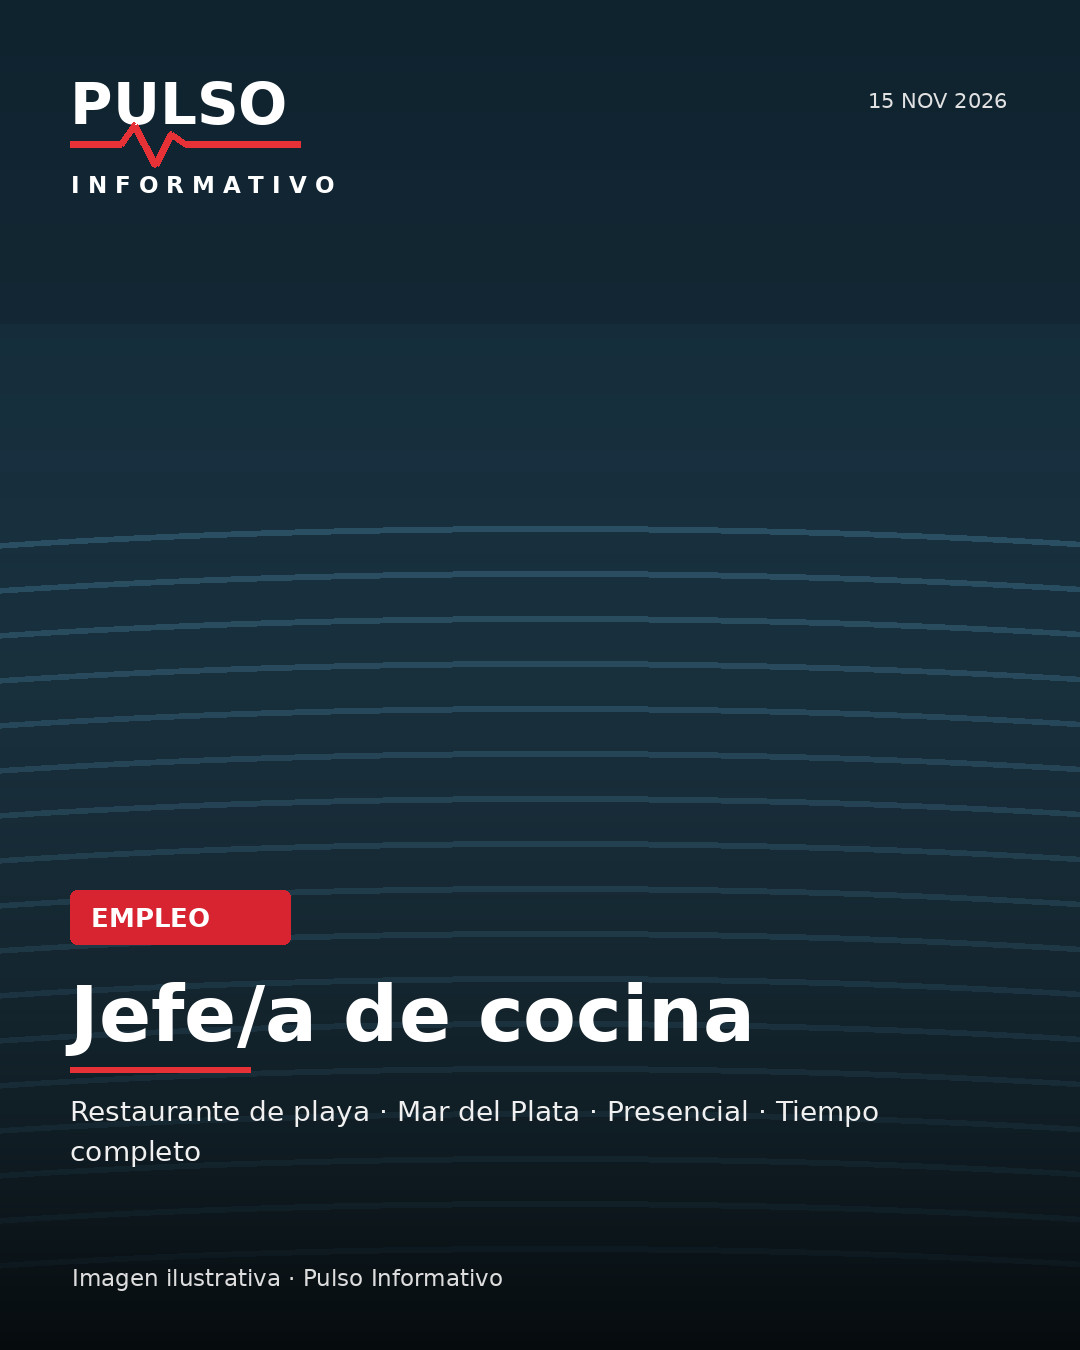 PULSO
INFORMATIVO
15 NOV 2026
EMPLEO
Jefe/a de cocina
Restaurante de playa · Mar del Plata · Presencial · Tiempo
completo
Imagen ilustrativa · Pulso Informativo